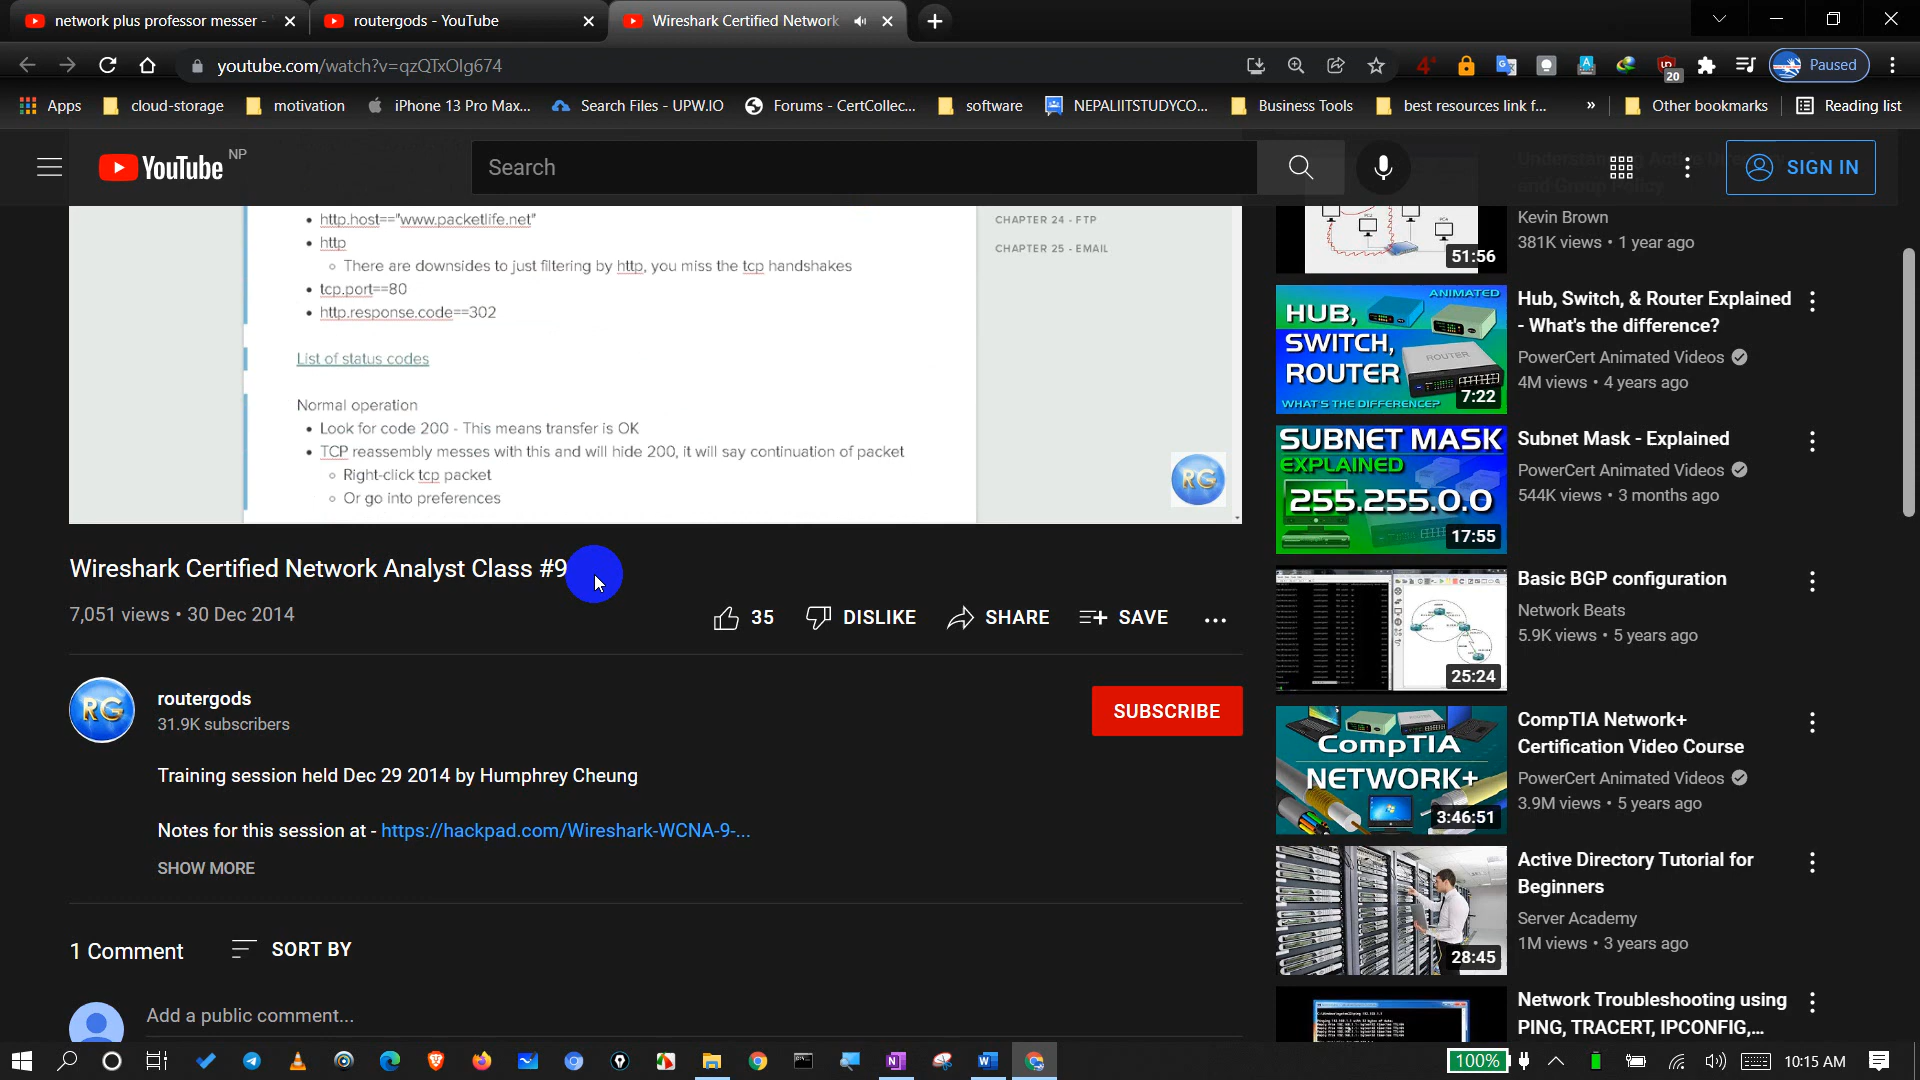 network plus professor messer -
routergods - YouTube
Wireshark Certified Network
youtube.com/watch?v=qzQTxOIg674
20
Paused
Apps
cloud-storage
motivation
iPhone 13 Pro Max...
Search Files - UPW.IO
Forums - CertCollec...
software
NEPALIITSTUDYCO...
Business Tools
best resources link f...
»
Other bookmarks
Reading list
YouTube NP
Search
SIGN IN
• http.host=="www.packetlife.net"
• http
○ There are downsides to just filtering by http, you miss the tcp handshakes
• tcp.port==80
• http.response.code==302
List of status codes
Normal operation
• Look for code 200 - This means transfer is OK
• TCP reassembly messes with this and will hide 200, it will say continuation of packet
○ Right-click tcp packet
○ Or go into preferences
CHAPTER 24 - FTP
CHAPTER 25 - EMAIL
RG
Wireshark Certified Network Analyst Class #9
7,051 views • 30 Dec 2014
35
DISLIKE
SHARE
SAVE
RG
routergods
31.9K subscribers
SUBSCRIBE
Training session held Dec 29 2014 by Humphrey Cheung
Notes for this session at - https://hackpad.com/Wireshark-WCNA-9-...
SHOW MORE
1 Comment
SORT BY
Add a public comment...
and Group Policy
Kevin Brown
381K views • 1 year ago
51:56
ANIMATED
HUB,
SWITCH,
ROUTER
ROUTER
WHAT'S THE DIFFERENCE?
7:22
Hub, Switch, & Router Explained
- What's the difference?
PowerCert Animated Videos
4M views • 4 years ago
SUBNET MASK
EXPLAINED
255.255.0.0
17:55
Subnet Mask - Explained
PowerCert Animated Videos
544K views • 3 months ago
25:24
Basic BGP configuration
Network Beats
5.9K views • 5 years ago
CompTIA
NETWORK+
3:46:51
CompTIA Network+
Certification Video Course
PowerCert Animated Videos
3.9M views • 5 years ago
28:45
Active Directory Tutorial for
Beginners
Server Academy
1M views • 3 years ago
Network Troubleshooting using
PING, TRACERT, IPCONFIG,...
100%
10:15 AM